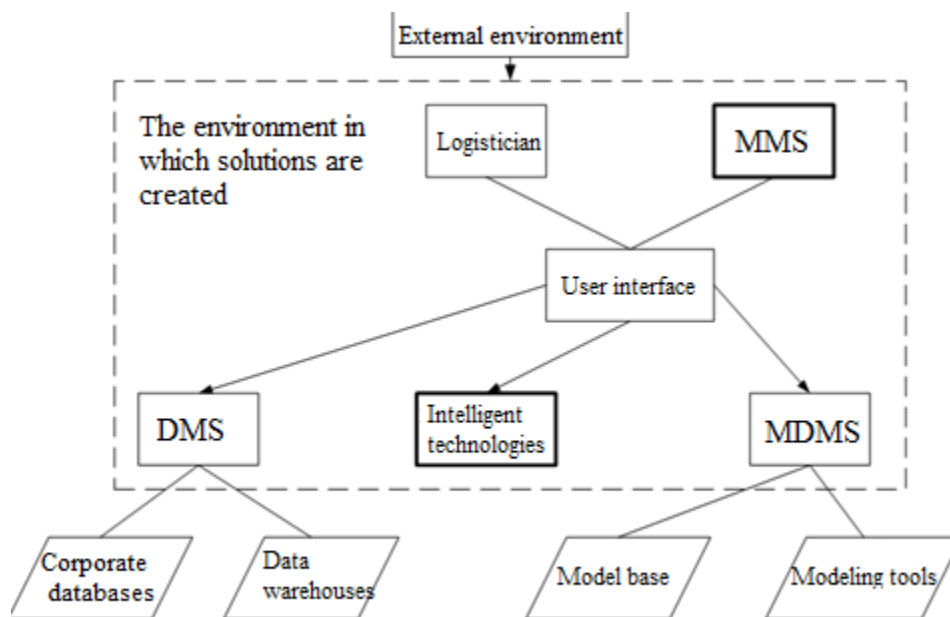 External environment
The environment in
which solutions are
created
Logistician
MMS
User interface
DMS
Intelligent
technologies
MDMS
Corporate
databases
Data
warehouses
Model base
Modeling tools